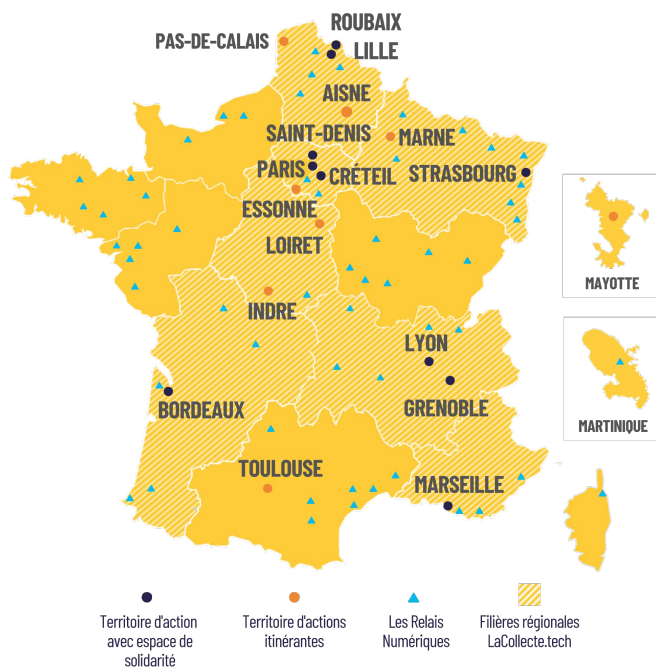 ROUBAIX
PAS-DE-CALAIS
LILLE
AISNE
SAINT-DENIS
MARNE
PARIS
CRÉTEIL
STRASBOURG
ESSONNE
LOIRET
MAYOTTE
INDRE
LYON
BORDEAUX
GRENOBLE
MARTINIQUE
TOULOUSE
MARSEILLE
Territoire d'action
avec espace de
solidarité
Territoire d'actions
itinérantes
Les Relais
Numériques
Filières régionales
LaCollecte.tech